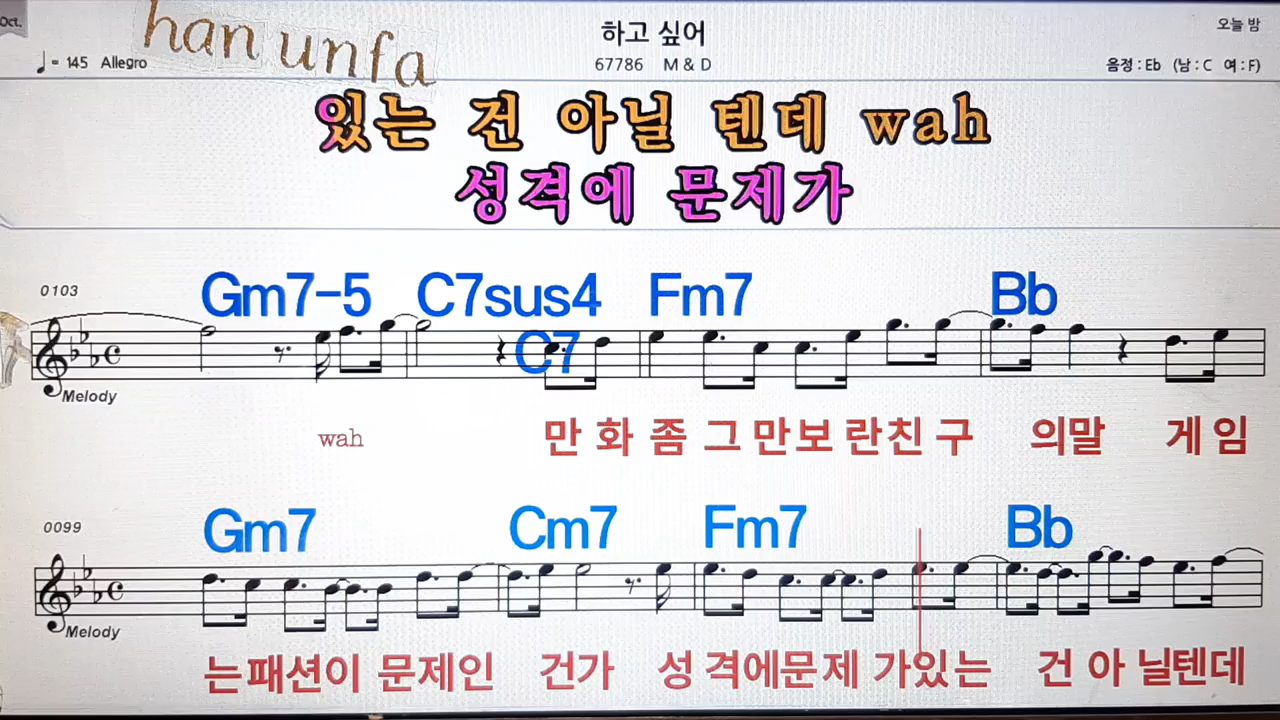 Oct.
han unfa
하고 싶어
오늘 밤
♩= 145 Allegro
67786 M & D
음정 : Eb (남 : C 여 : F)
있는 건 아닐 텐데 wah
성격에 문제가
0103
Gm7-5 C7sus4 Fm7 Bb
C7
Melody
wah 만 화 좀 그 만 보 란 친 구 의 말 게 임
0099
Gm7 Cm7 Fm7 Bb
Melody
는 패션이 문제인 건가 성 격에문제 가있는 건 아 닐텐데